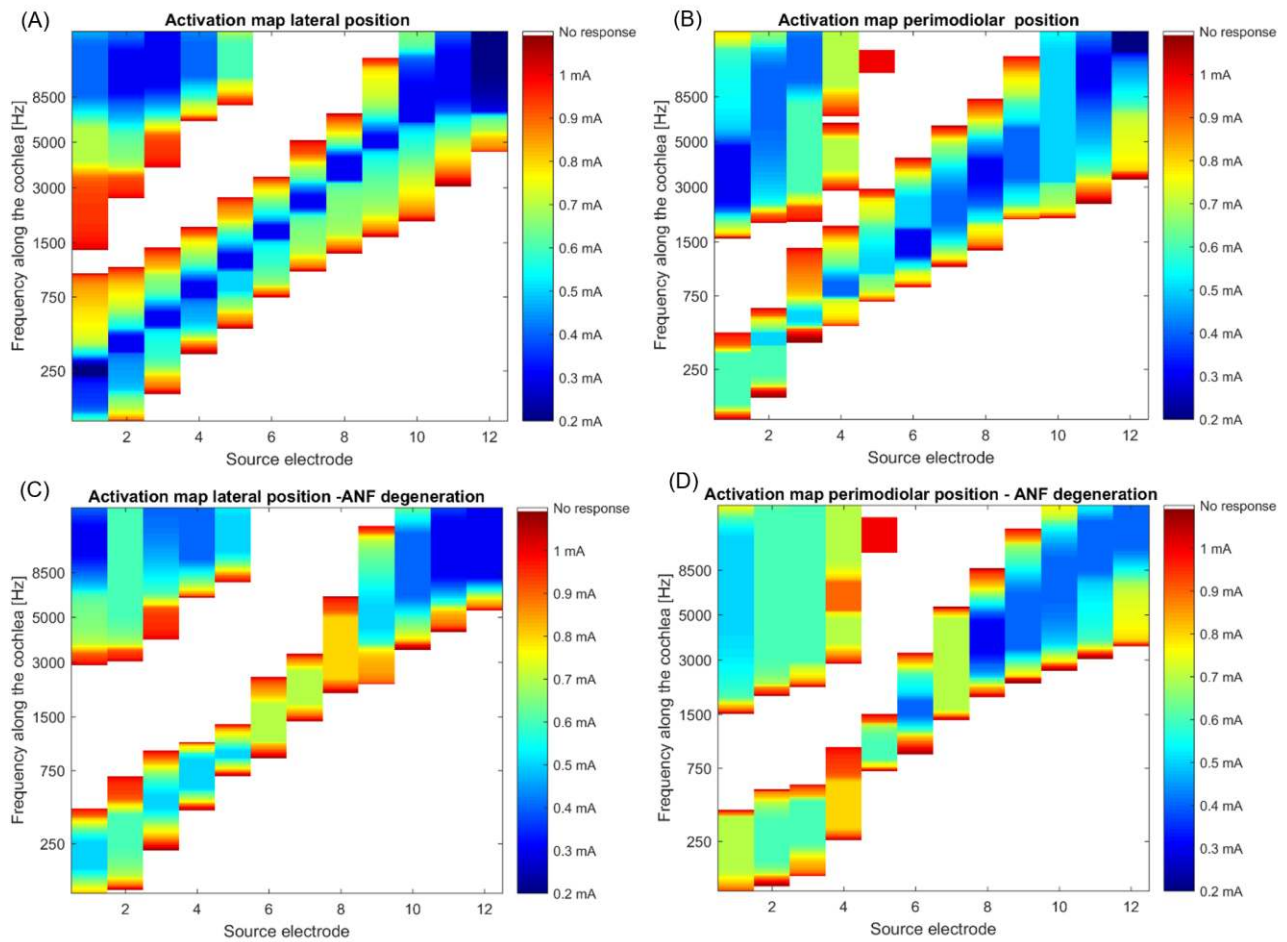 (A)
Activation map lateral position
Frequency along the cochlea [Hz]
8500
5000
3000
1500
750
250
2 4 6 8 10 12
Source electrode
No response
1 mA
0.9 mA
0.8 mA
0.7 mA
0.6 mA
0.5 mA
0.4 mA
0.3 mA
0.2 mA
(B)
Activation map perimodiolar position
Frequency along the cochlea [Hz]
8500
5000
3000
1500
750
250
2 4 6 8 10 12
Source electrode
No response
1 mA
0.9 mA
0.8 mA
0.7 mA
0.6 mA
0.5 mA
0.4 mA
0.3 mA
0.2 mA
(C)
Activation map lateral position -ANF degeneration
Frequency along the cochlea [Hz]
8500
5000
3000
1500
750
250
2 4 6 8 10 12
Source electrode
No response
1 mA
0.9 mA
0.8 mA
0.7 mA
0.6 mA
0.5 mA
0.4 mA
0.3 mA
0.2 mA
(D)
Activation map perimodiolar position - ANF degeneration
Frequency along the cochlea [Hz]
8500
5000
3000
1500
750
250
2 4 6 8 10 12
Source electrode
No response
1 mA
0.9 mA
0.8 mA
0.7 mA
0.6 mA
0.5 mA
0.4 mA
0.3 mA
0.2 mA